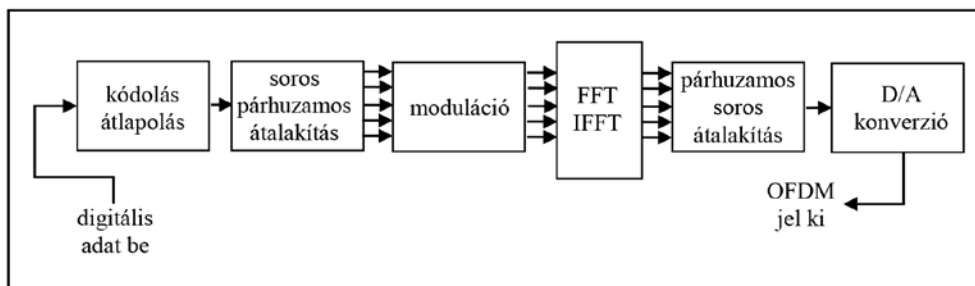 kódolás
átlapolás
soros
párhuzamos
átalakítás
moduláció
FFT
IFFT
párhuzamos
soros
átalakítás
D/A
konverzió
digitális
adat be
OFDM
jel ki